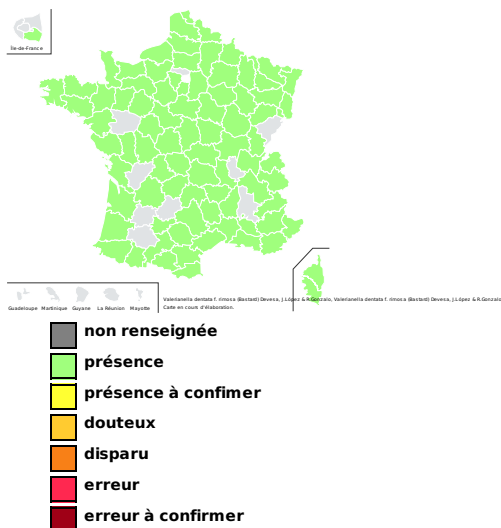 Île-de-France
Guadeloupe Martinique Guyane La Réunion Mayotte
Valerianella dentata f. rimosa (Bastard) Devesa, J.López & R.Gonzalo, Valerianella dentata f. rimosa (Bastard) Devesa, J.López & R.Gonzalo
Carte en cours d'élaboration.
non renseignée
présence
présence à confimer
douteux
disparu
erreur
erreur à confirmer